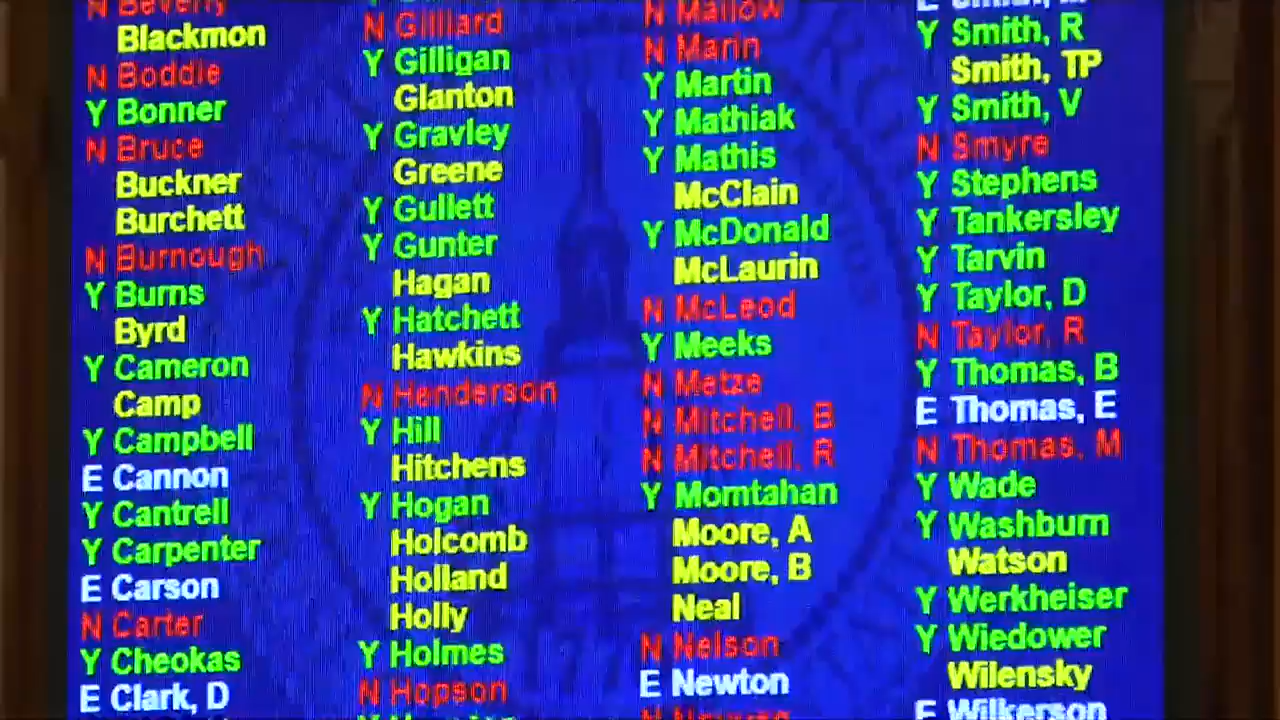 N Beverly
Blackmon
N Boddie
Y Bonner
N Bruce
Buckner
Burchett
N Burnough
Y Burns
Byrd
Y Cameron
Camp
Y Campbell
E Cannon
Y Cantrell
Y Carpenter
E Carson
N Carter
Y Cheokas
E Clark, D
N Gilliard
Y Gilligan
Glanton
Y Gravley
Greene
Y Gullett
Y Gunter
Hagan
Y Hatchett
Hawkins
N Henderson
Y Hill
Hitchens
Y Hogan
Holcomb
Holland
Holly
Y Holmes
N Hopson
N Mallow
N Marin
Y Martin
Y Mathiak
Y Mathis
McClain
Y McDonald
McLaurin
N McLeod
Y Meeks
N Metze
N Mitchell, B
N Mitchell, R
Y Momtahan
Moore, A
Moore, B
Neal
N Nelson
E Newton
Y Smith, R
Smith, TP
Y Smith, V
N Smyre
Y Stephens
Y Tankersley
Y Tarvin
Y Taylor, D
N Taylor, R
Y Thomas, B
E Thomas, E
N Thomas, M
Y Wade
Y Washburn
Watson
Y Werkheiser
Y Wiedower
Wilensky
E Wilkerson